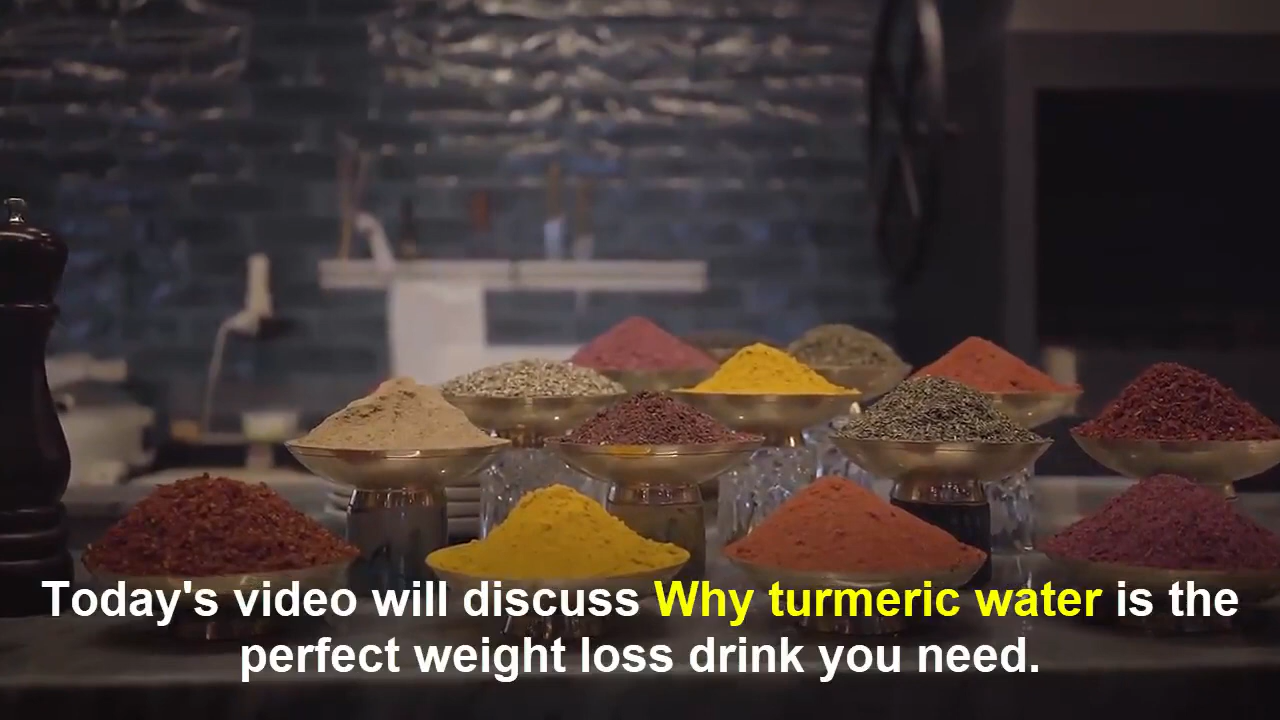 Today's video will discuss Why turmeric water is the
perfect weight loss drink you need.